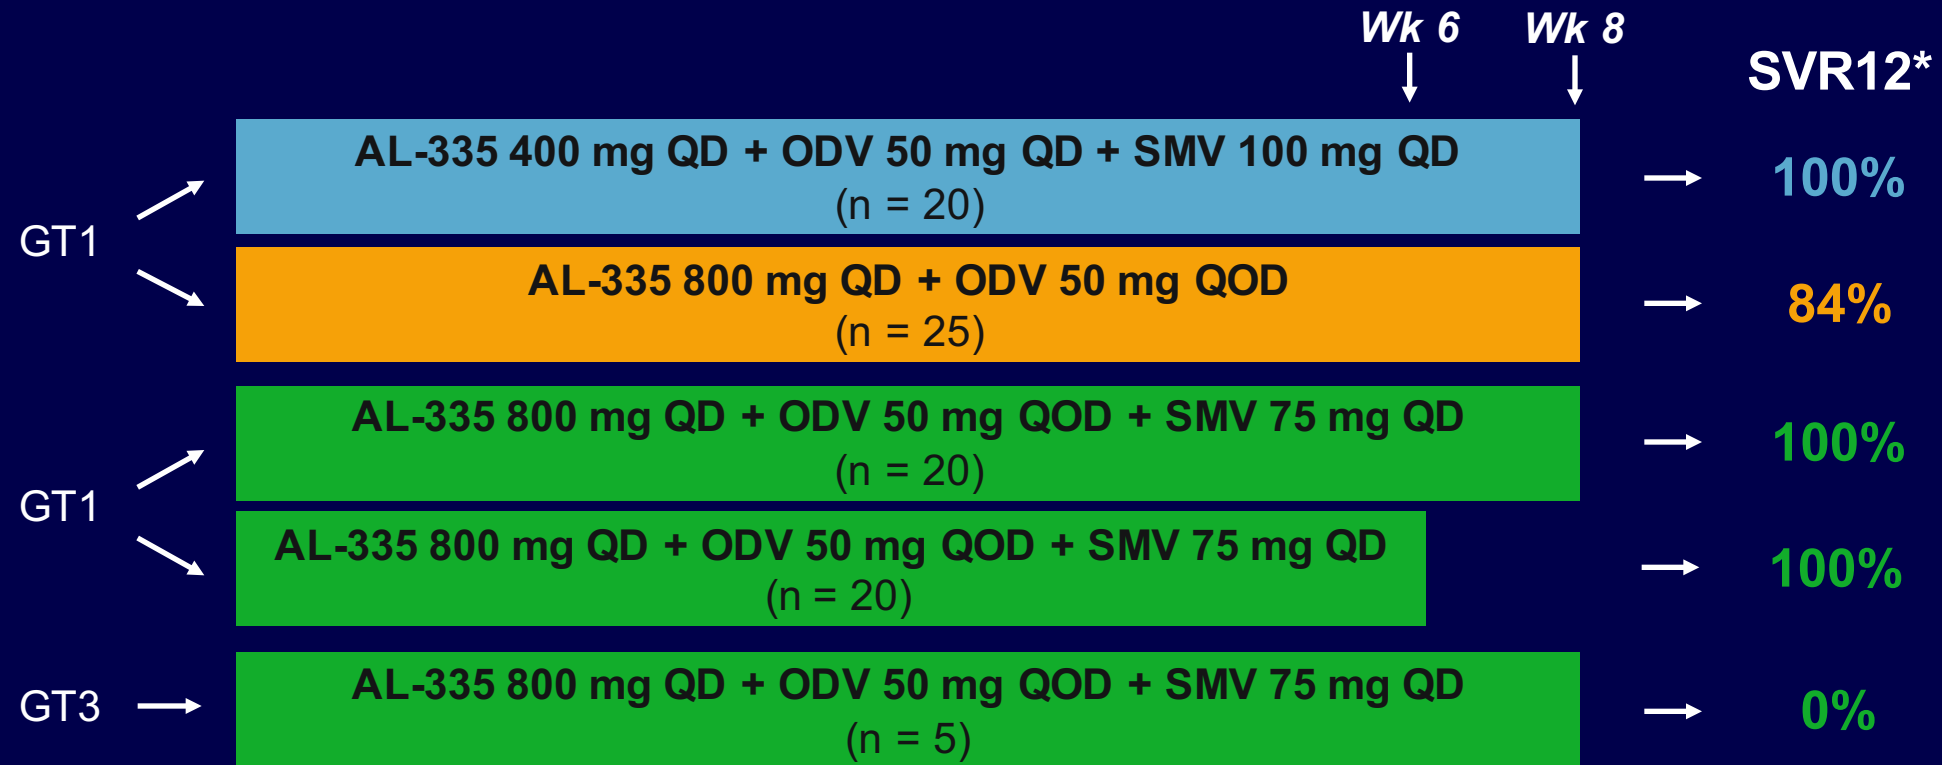 Wk 6 Wk 8
SVR12*
GT1
AL-335 400 mg QD + ODV 50 mg QD + SMV 100 mg QD
(n = 20)
100%
AL-335 800 mg QD + ODV 50 mg QOD
(n = 25)
84%
GT1
AL-335 800 mg QD + ODV 50 mg QOD + SMV 75 mg QD
(n = 20)
100%
AL-335 800 mg QD + ODV 50 mg QOD + SMV 75 mg QD
(n = 20)
100%
GT3
AL-335 800 mg QD + ODV 50 mg QOD + SMV 75 mg QD
(n = 5)
0%